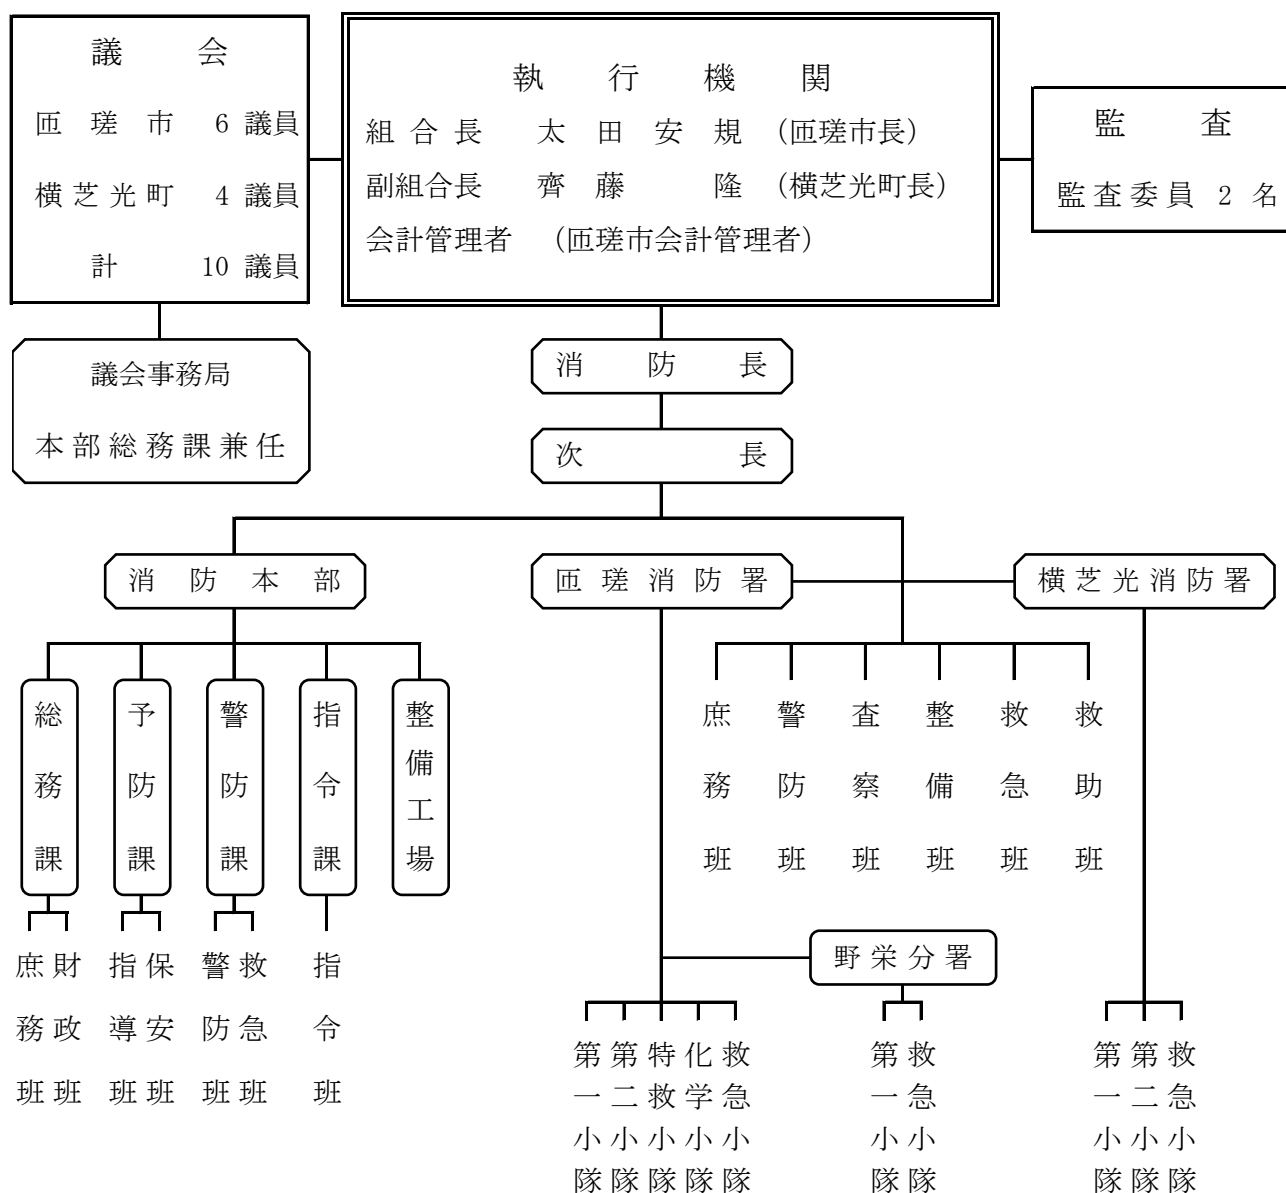 議会
匝瑳市 6 議員
横芝光町 4 議員
計 10 議員
執行機関
組合長 太田安規 (匝瑳市長)
副組合長 齊藤 隆 (横芝光町長)
会計管理者 (匝瑳市会計管理者)
監査
監査委員 2 名
議会事務局
本部総務課兼任
消防長
次長
消防本部
匝瑳消防署
横芝光消防署
総務課
予防課
警防課
指令課
整備工場
庶務班
警防班
査察班
整備班
救急班
救助班
庶務班
財政班
指導班
保安班
警防班
救急班
指令班
野栄分署
第一小隊
第二小隊
特救小隊
化学小隊
救急小隊
第一小隊
救急小隊
第一小隊
第二小隊
救急小隊